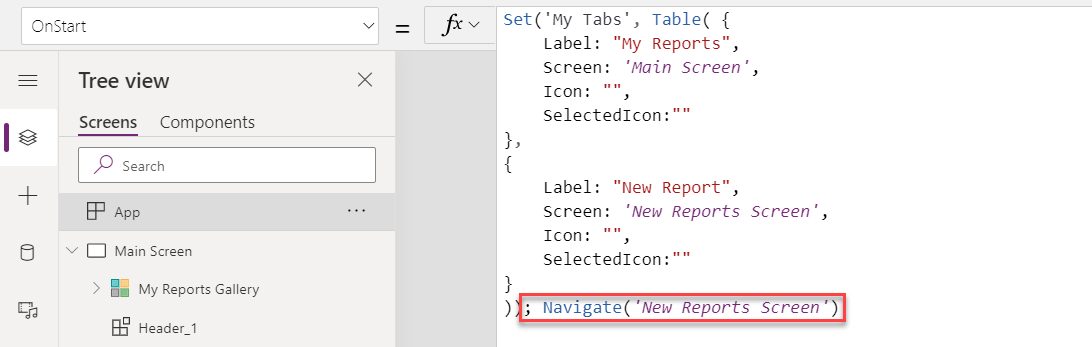 OnStart
=
fx
Set('My Tabs', Table( {
Label: "My Reports",
Screen: 'Main Screen',
Icon: "",
SelectedIcon:""
},
{
Label: "New Report",
Screen: 'New Reports Screen',
Icon: "",
SelectedIcon:""
}
)); Navigate('New Reports Screen')
Tree view
Screens Components
Search
App ...
Main Screen
My Reports Gallery
Header_1